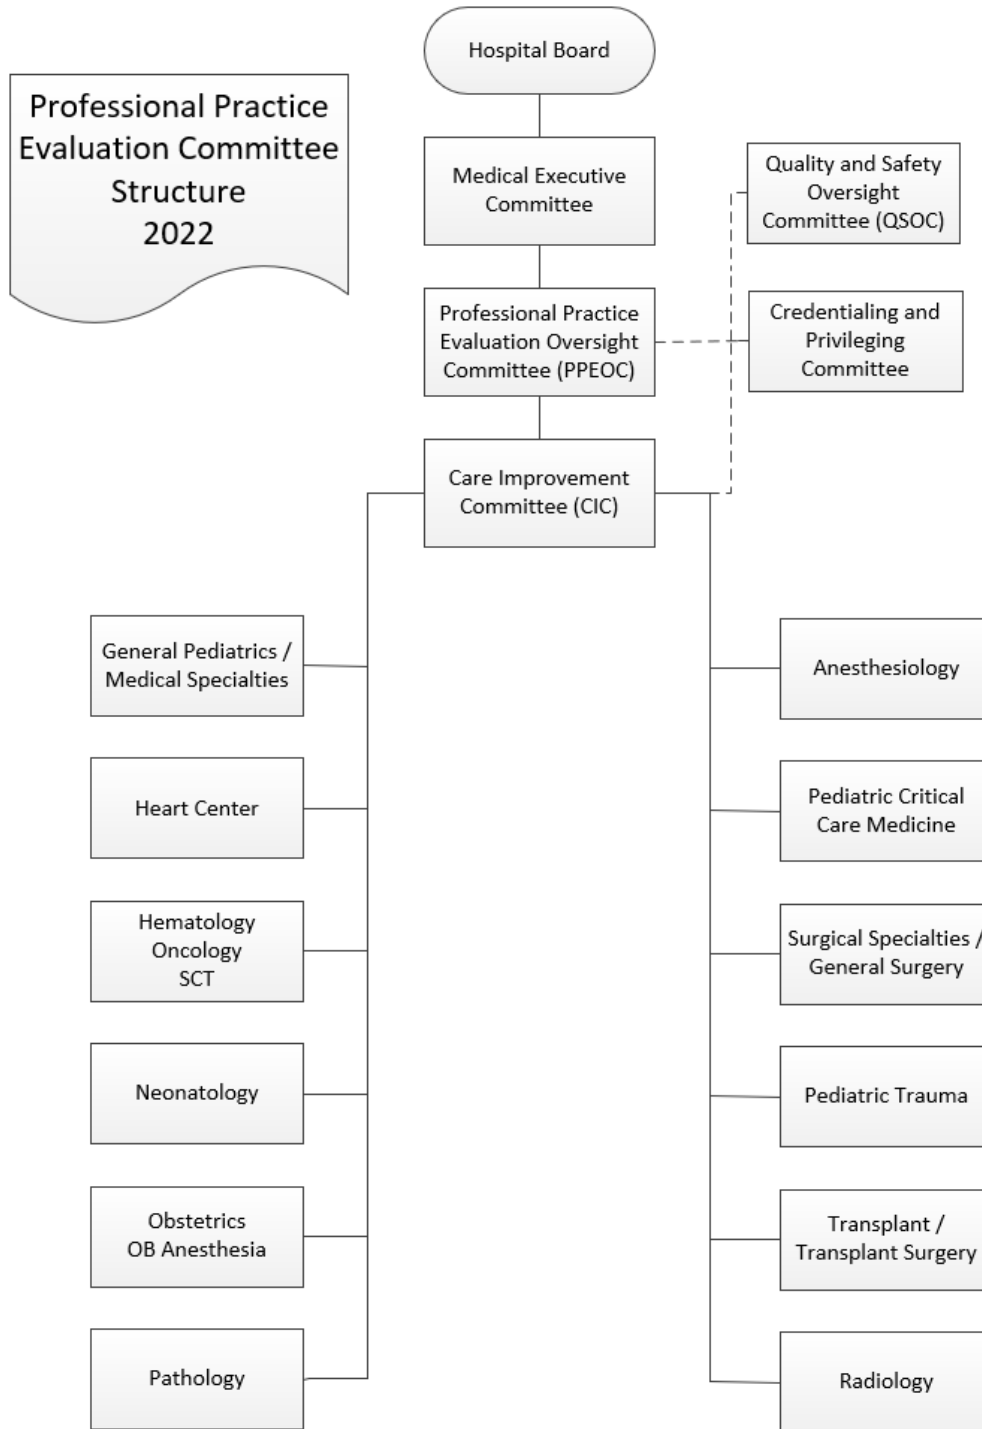 Hospital Board
Professional Practice
Evaluation Committee
Structure
2022
Medical Executive
Committee
Quality and Safety
Oversight
Committee (QSOC)
Professional Practice
Evaluation Oversight
Committee (PPEOC)
Credentialing and
Privileging
Committee
Care Improvement
Committee (CIC)
General Pediatrics /
Medical Specialties
Heart Center
Hematology
Oncology
SCT
Neonatology
Obstetrics
OB Anesthesia
Pathology
Anesthesiology
Pediatric Critical
Care Medicine
Surgical Specialties /
General Surgery
Pediatric Trauma
Transplant /
Transplant Surgery
Radiology